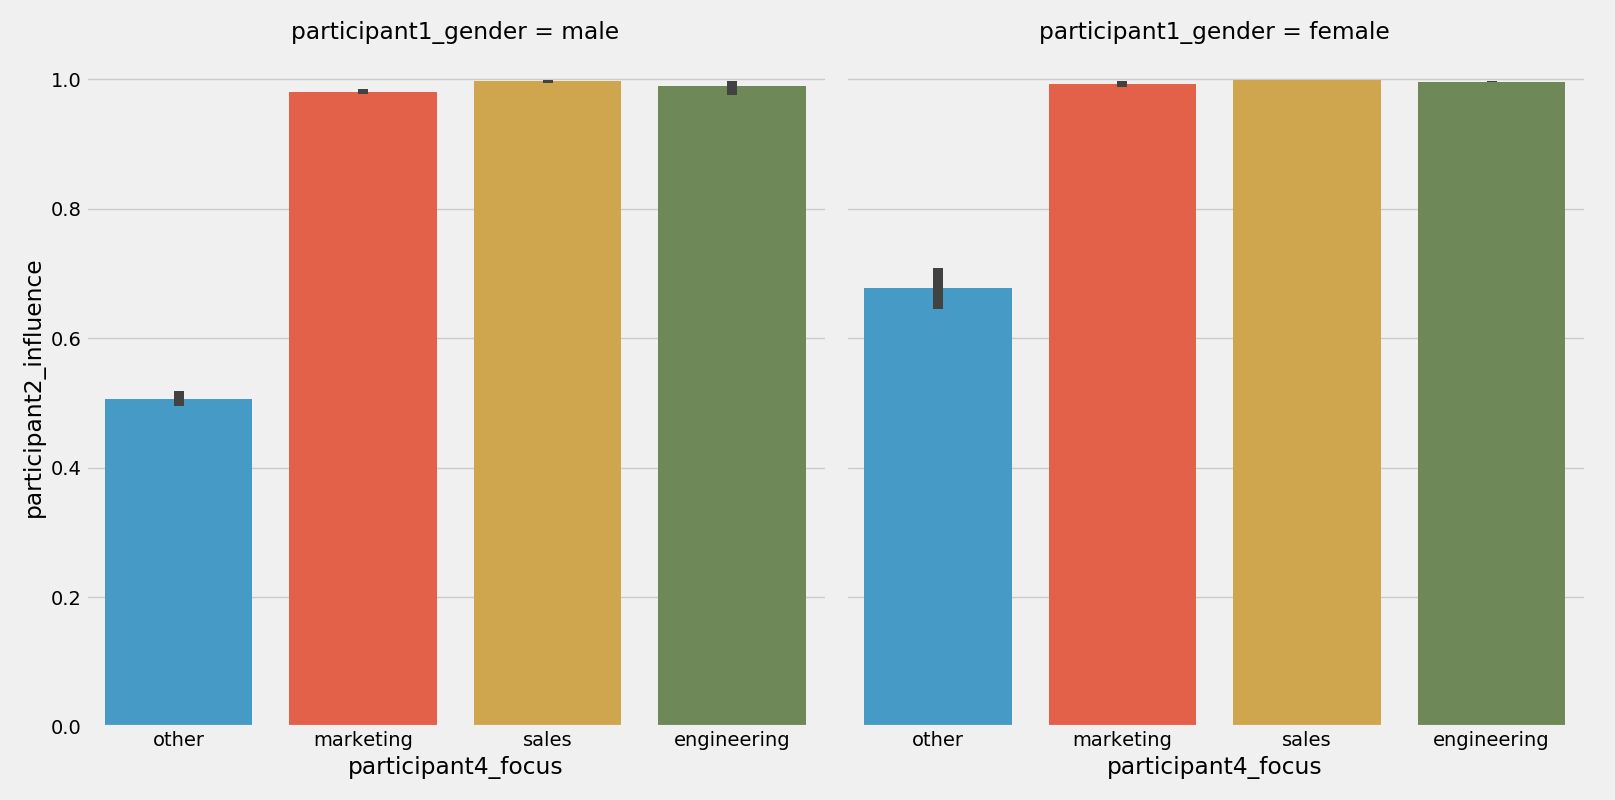 participant1_gender = male
participant1_gender = female
participant2_influence
1.0
0.8
0.6
0.4
0.2
0.0
other marketing sales engineering
participant4_focus
other marketing sales engineering
participant4_focus